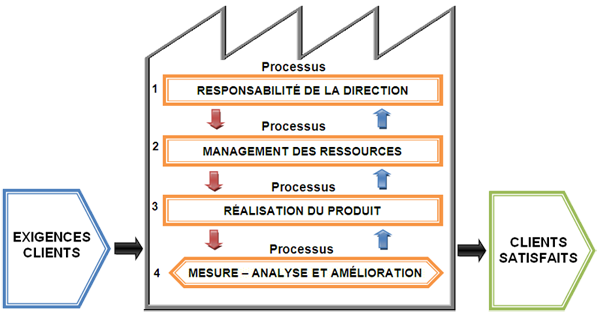 Processus
1 RESPONSABILITÉ DE LA DIRECTION
Processus
2 MANAGEMENT DES RESSOURCES
Processus
3 RÉALISATION DU PRODUIT
Processus
4 MESURE – ANALYSE ET AMÉLIORATION
EXIGENCES
CLIENTS
CLIENTS
SATISFAITS